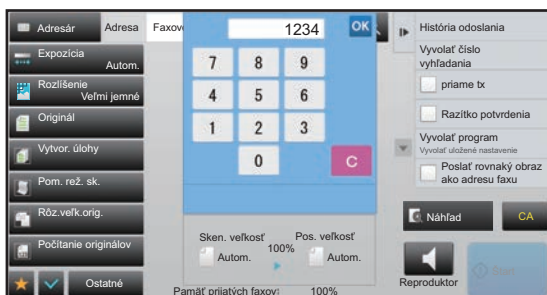 Adresár
Adresa
Faxov
1234
OK
Expozícia
Autom.
Rozlíšenie
Veľmi jemné
Originál
Vytvor. úlohy
Pom. rež. sk.
Rôz.veľk.orig.
Počítanie originálov
Ostatné
7 8 9
4 5 6
1 2 3
0 C
Sken. veľkosť
Autom.
100%
Pos. veľkosť
Autom.
Pamäť prijatých faxov: 100%
História odoslania
Vyvolať číslo
vyhľadania
priame tx
Razítko potvrdenia
Vyvolať program
Vyvolať uložené nastavenie
Poslať rovnaký obraz
ako adresu faxu
Náhľad
CA
Reproduktor
Start